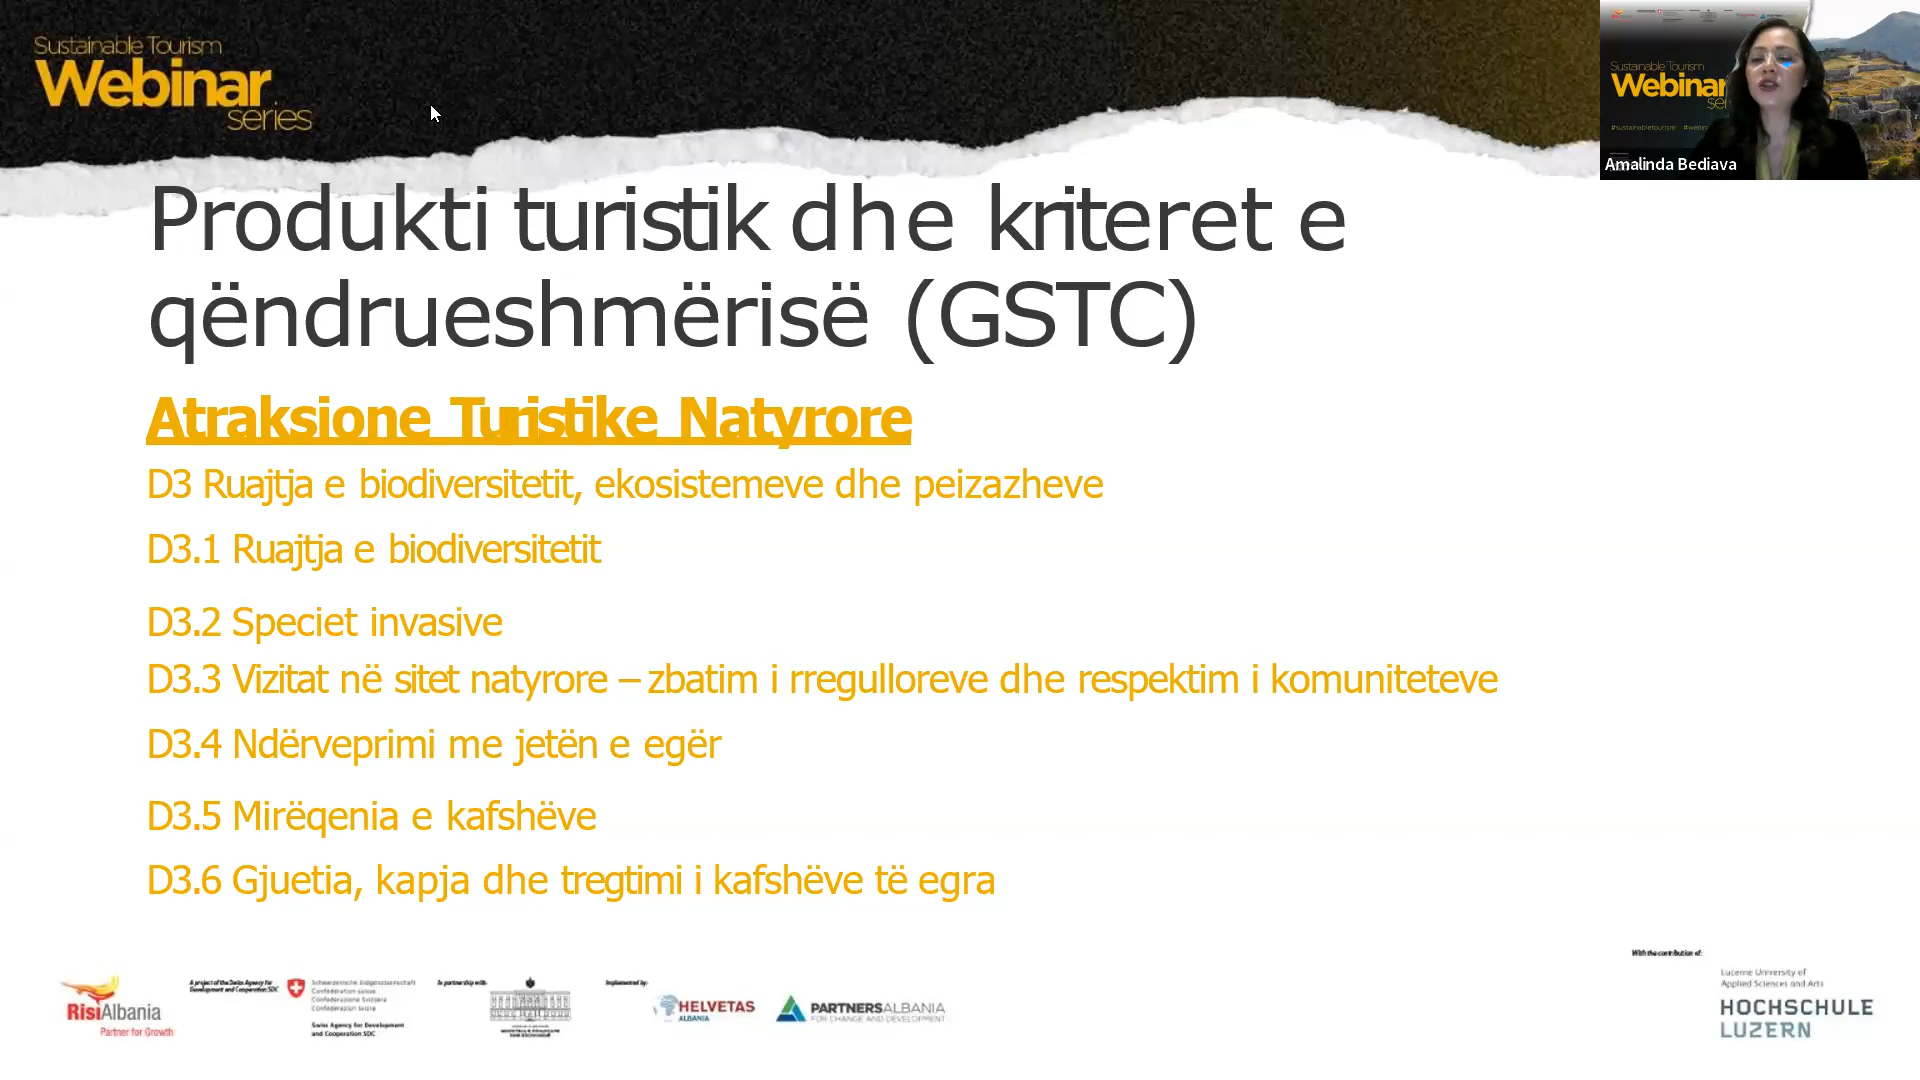 Sustainable Tourism
Webinar
series
Sustainable Tourism
Webinar
#sustainabletourism
Amalinda Bediava
Produkti turistik dhe kriteret e
qëndrueshmërisë (GSTC)
Atraksione Turistike Natyrore
D3 Ruajtja e biodiversitetit, ekosistemeve dhe peizazheve
D3.1 Ruajtja e biodiversitetit
D3.2 Speciet invasive
D3.3 Vizitat në sitet natyrore – zbatim i rregulloreve dhe respektim i komuniteteve
D3.4 Ndërveprimi me jetën e egër
D3.5 Mirëqenia e kafshëve
D3.6 Gjuetia, kapja dhe tregtimi i kafshëve të egra
RisiAlbania
Partner for Growth
A project of the Swiss Agency for
Development and Cooperation SDC
Schweizerische Eidgenossenschaft
Confédération suisse
Confederazione Svizzera
Confederaziun svizra
Swiss Agency for Development
and Cooperation SDC
In partnership with:
Implemented by:
HELVETAS
ALBANIA
PARTNERSALBANIA
FOR CHANGE AND DEVELOPMENT
With the contribution of:
Lucerne University of
Applied Sciences and Arts
HOCHSCHULE
LUZERN